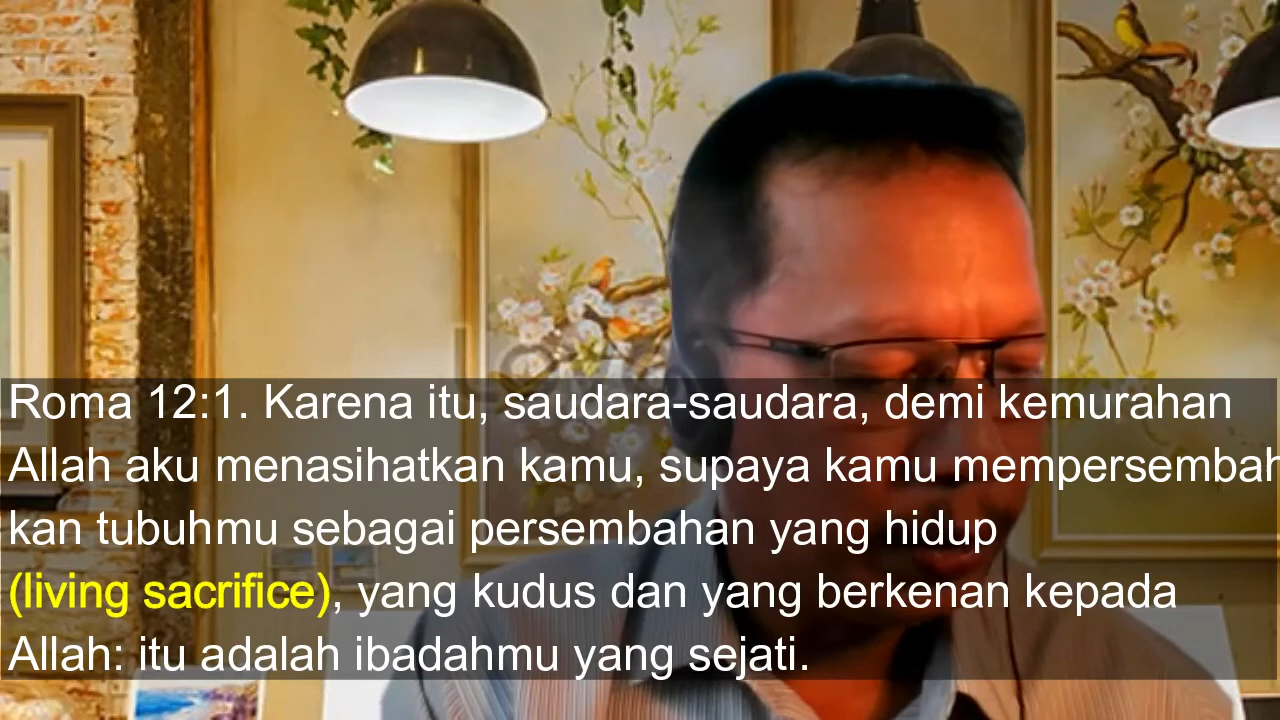 Roma 12:1. Karena itu, saudara-saudara, demi kemurahan
Allah aku menasihatkan kamu, supaya kamu mempersembah
kan tubuhmu sebagai persembahan yang hidup
(living sacrifice), yang kudus dan yang berkenan kepada
Allah: itu adalah ibadahmu yang sejati.